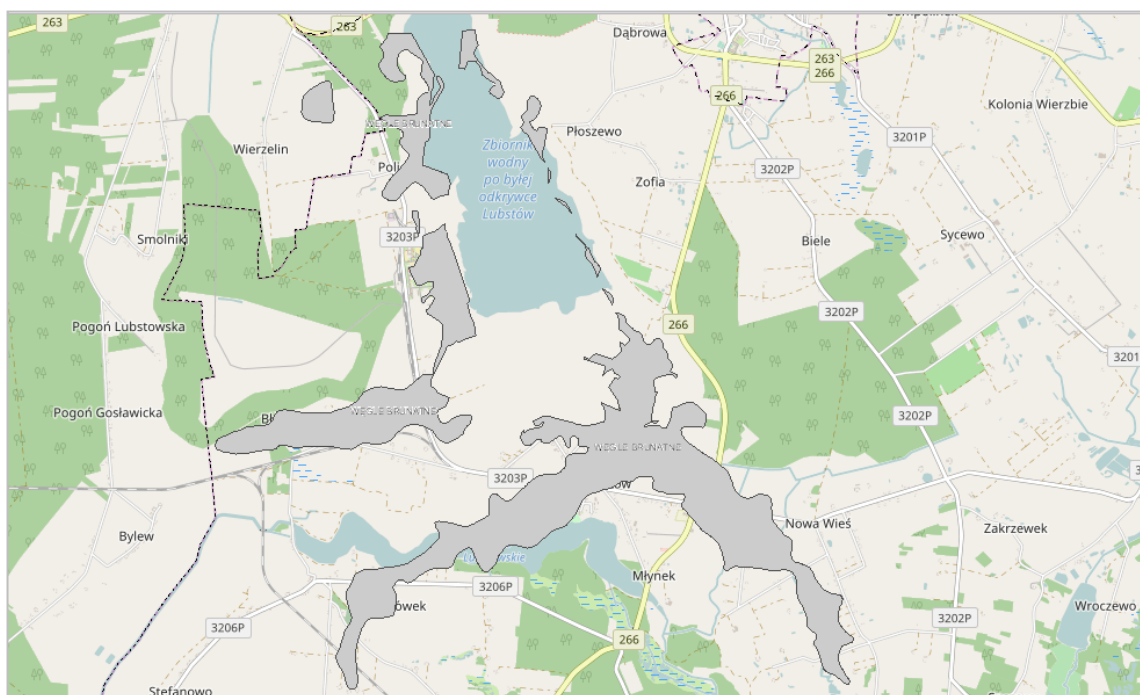 263
263
Dąbrowa
263
266
266
Kolonia Wierzbie
WĘGLE BRUNATNE
Płoszewo
3201P
Wierzelin
Zbiornik
wodny
po byłej
odkrywce
Lubstów
3202P
Zofia
Smolniki
3203P
Biele
Sycewo
3202P
Pogoń Lubstowska
266
3201
Pogoń Gosławicka
WĘGLE BRUNATNE
3202P
WĘGLE BRUNATNE
3203P
Nowa Wieś
Zakrzewek
Bylew
Młynek
3206P
Wroczewo
3206P
266
3202P
Stefanowo